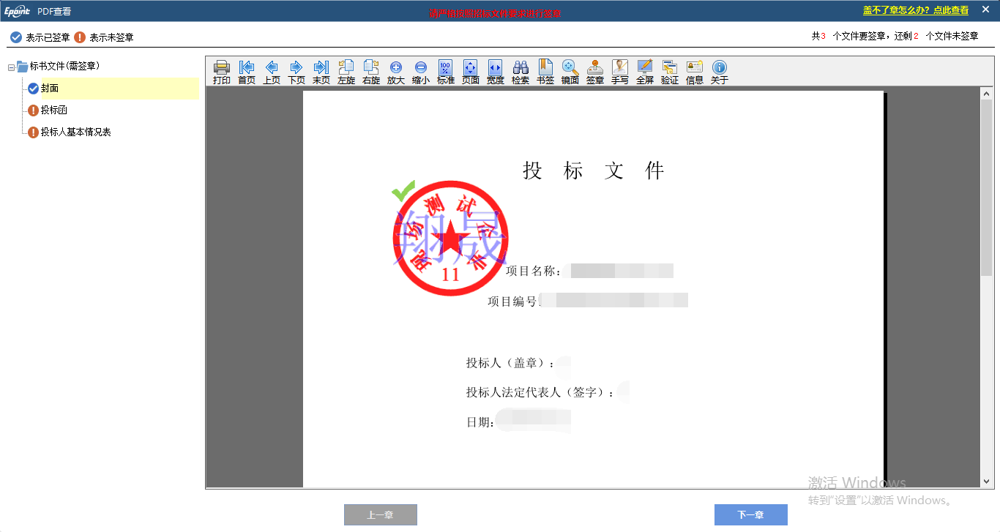 Epoint PDF查看 请严格按照招标文件要求进行签章 盖不了章怎么办?点此查看
表示已签章 表示未签章 共3 个文件要签章，还剩2 个文件未签章
标书文件(需签章)
封面
投标函
投标人基本情况表
打印 首页 上页 下页 末页 左旋 右旋 放大 缩小 标准 页面 宽度 检索 书签 镜面 签章 手写 全屏 验证 信息 关于
投 标 文 件
现场测试企业
翔晟
11
项目名称：
项目编号:
投标人（盖章）：
投标人法定代表人（签字）：
日期:
激活 Windows
转到"设置"以激活 Windows。
上一章 下一章